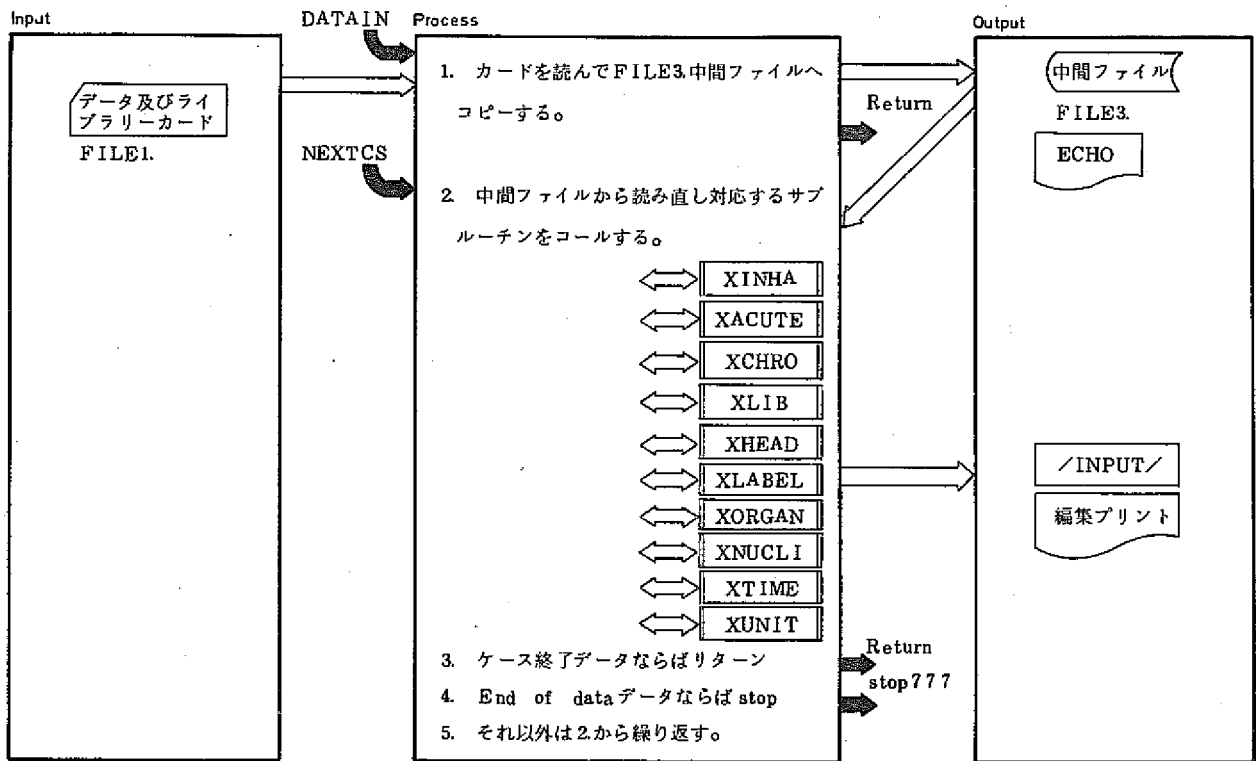 Input
データ及びライ
ブラリーカード
FILE1.
DATAIN
NEXTCS
Process
1. カードを読んでFILE3.中間ファイルへ
コピーする。
2. 中間ファイルから読み直し対応するサブ
ルーチンをコールする。
XINHA
XACUTE
XCHRO
XLIB
XHEAD
XLABEL
XORGAN
XNUCLI
XTIME
XUNIT
3. ケース終了データならばリターン
4. End of dataデータならばstop
5. それ以外は2.から繰り返す。
Return
Return
stop777
Output
中間ファイル
FILE3.
ECHO
/INPUT/
編集プリント